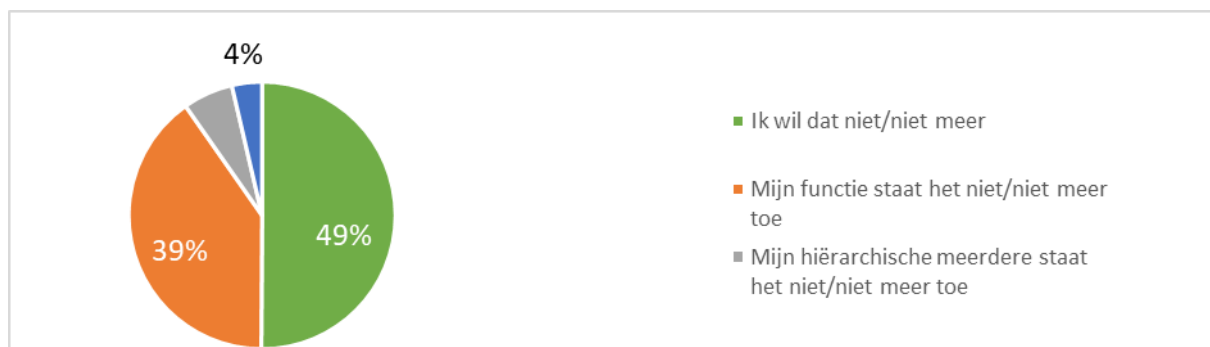 4%
49%
39%
Ik wil dat niet/niet meer
Mijn functie staat het niet/niet meer
toe
Mijn hiërarchische meerdere staat
het niet/niet meer toe